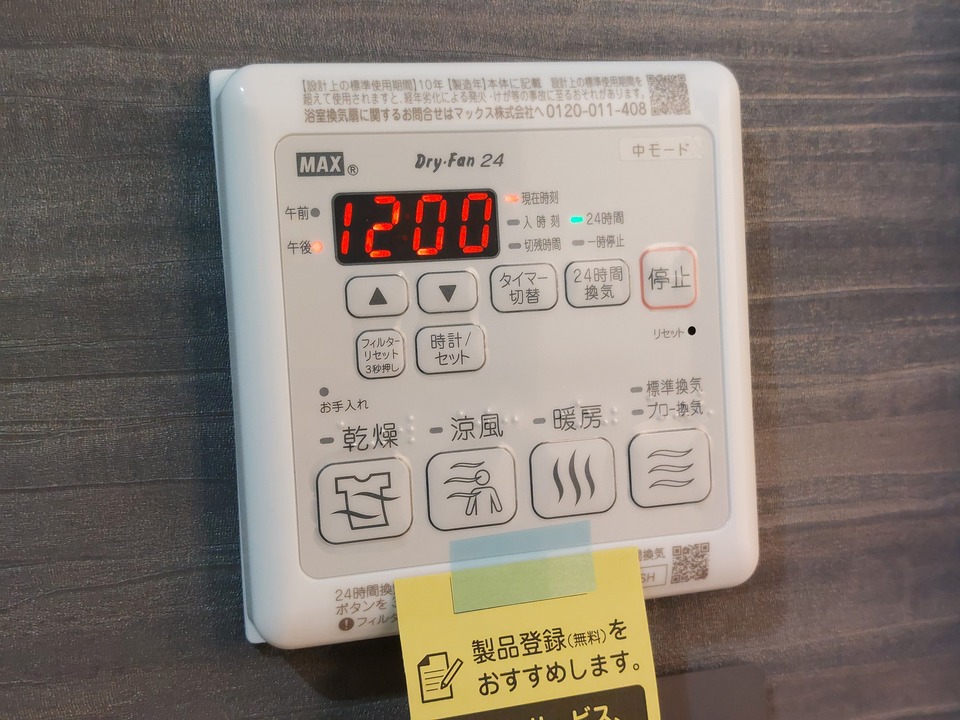 【設計上の標準使用期間】10年 【製造年】本体に記載 設計上の標準使用期間を
超えて使用されますと、経年劣化による発火・けが等の事故に至るおそれがあります。
浴室換気扇に関するお問合せはマックス株式会社へ 0120-011-408
MAX® Dry・Fan 24 中モード
午前 1200 現在時刻
入時刻 24時間
午後 切残時間 一時停止
▲ ▼ タイマー切替 24時間換気 停止
リセット
フィルターリセット3秒押し 時計/セット
お手入れ
標準換気
ブロー換気
乾燥 涼風 暖房
24時間換
ボタンを
フィル
換気
SH
製品登録(無料)を
おすすめします。
サービス、